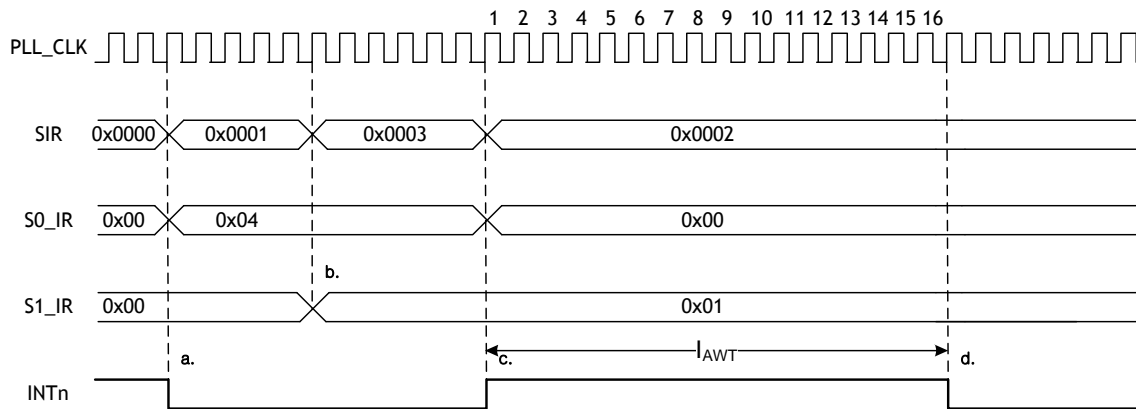 1 2 3 4 5 6 7 8 9 10 11 12 13 14 15 16
PLL_CLK
SIR 0x0000 0x0001 0x0003 0x0002
S0_IR 0x00 0x04 0x00
b.
S1_IR 0x00 0x01
a. c. IAWT d.
INTn